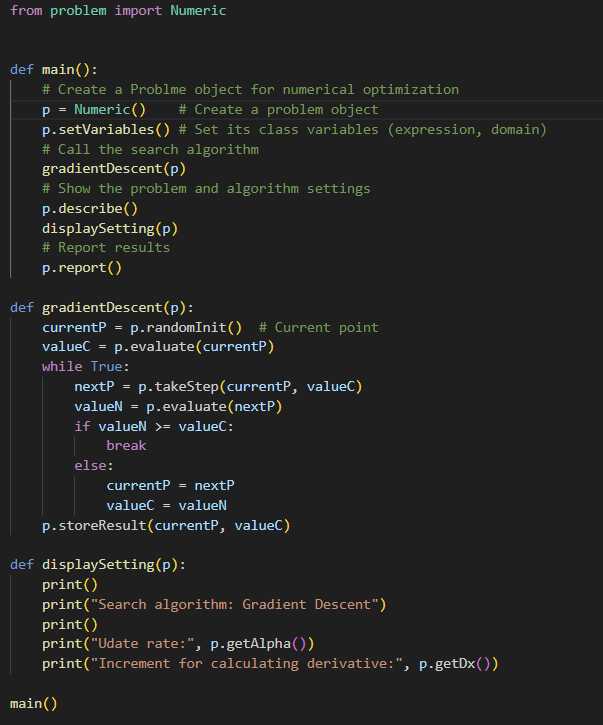 from problem import Numeric
def main():
# Create a Problme object for numerical optimization
p = Numeric() # Create a problem object
p.setVariables() # Set its class variables (expression, domain)
# Call the search algorithm
gradientDescent(p)
# Show the problem and algorithm settings
p.describe()
displaySetting(p)
# Report results
p.report()
def gradientDescent(p):
currentP = p.randomInit() # Current point
valueC = p.evaluate(currentP)
while True:
nextP = p.takeStep(currentP, valueC)
valueN = p.evaluate(nextP)
if valueN >= valueC:
break
else:
currentP = nextP
valueC = valueN
p.storeResult(currentP, valueC)
def displaySetting(p):
print()
print("Search algorithm: Gradient Descent")
print()
print("Udate rate:", p.getAlpha())
print("Increment for calculating derivative:", p.getDx())
main()